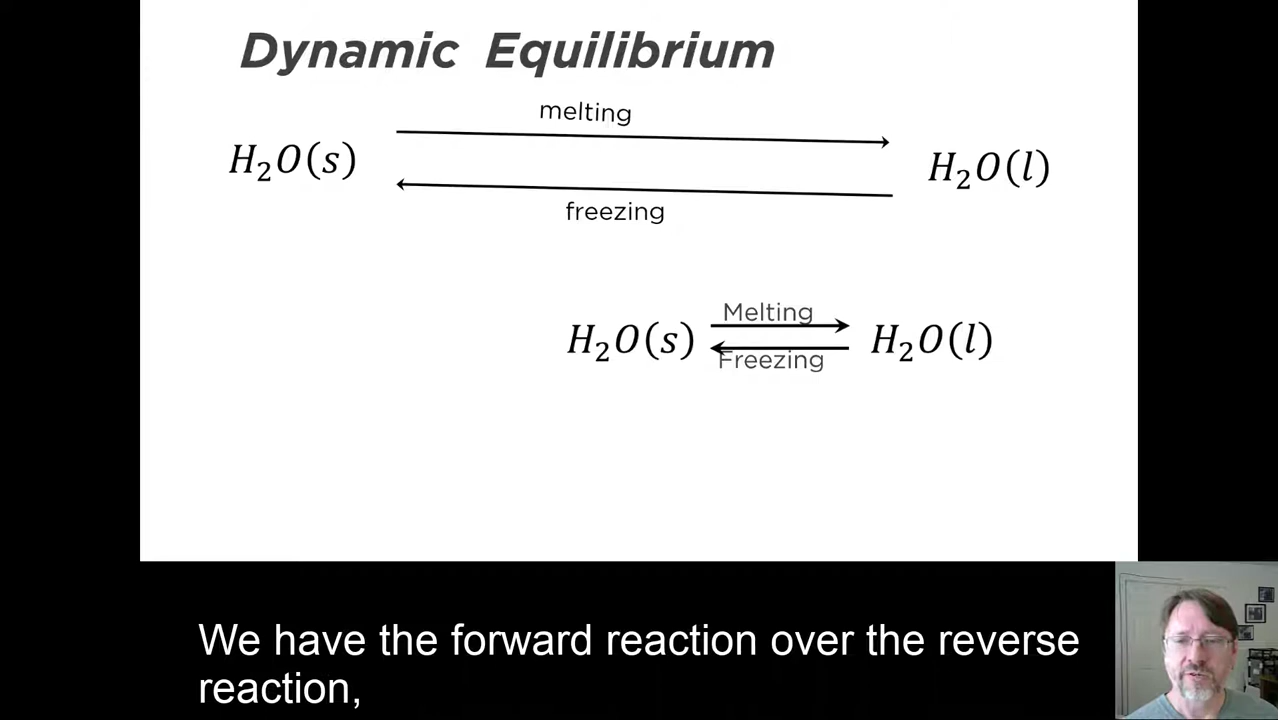 Dynamic Equilibrium
melting
H₂O(s) H₂O(l)
freezing
Melting
H₂O(s) H₂O(l)
Freezing
We have the forward reaction over the reverse
reaction,